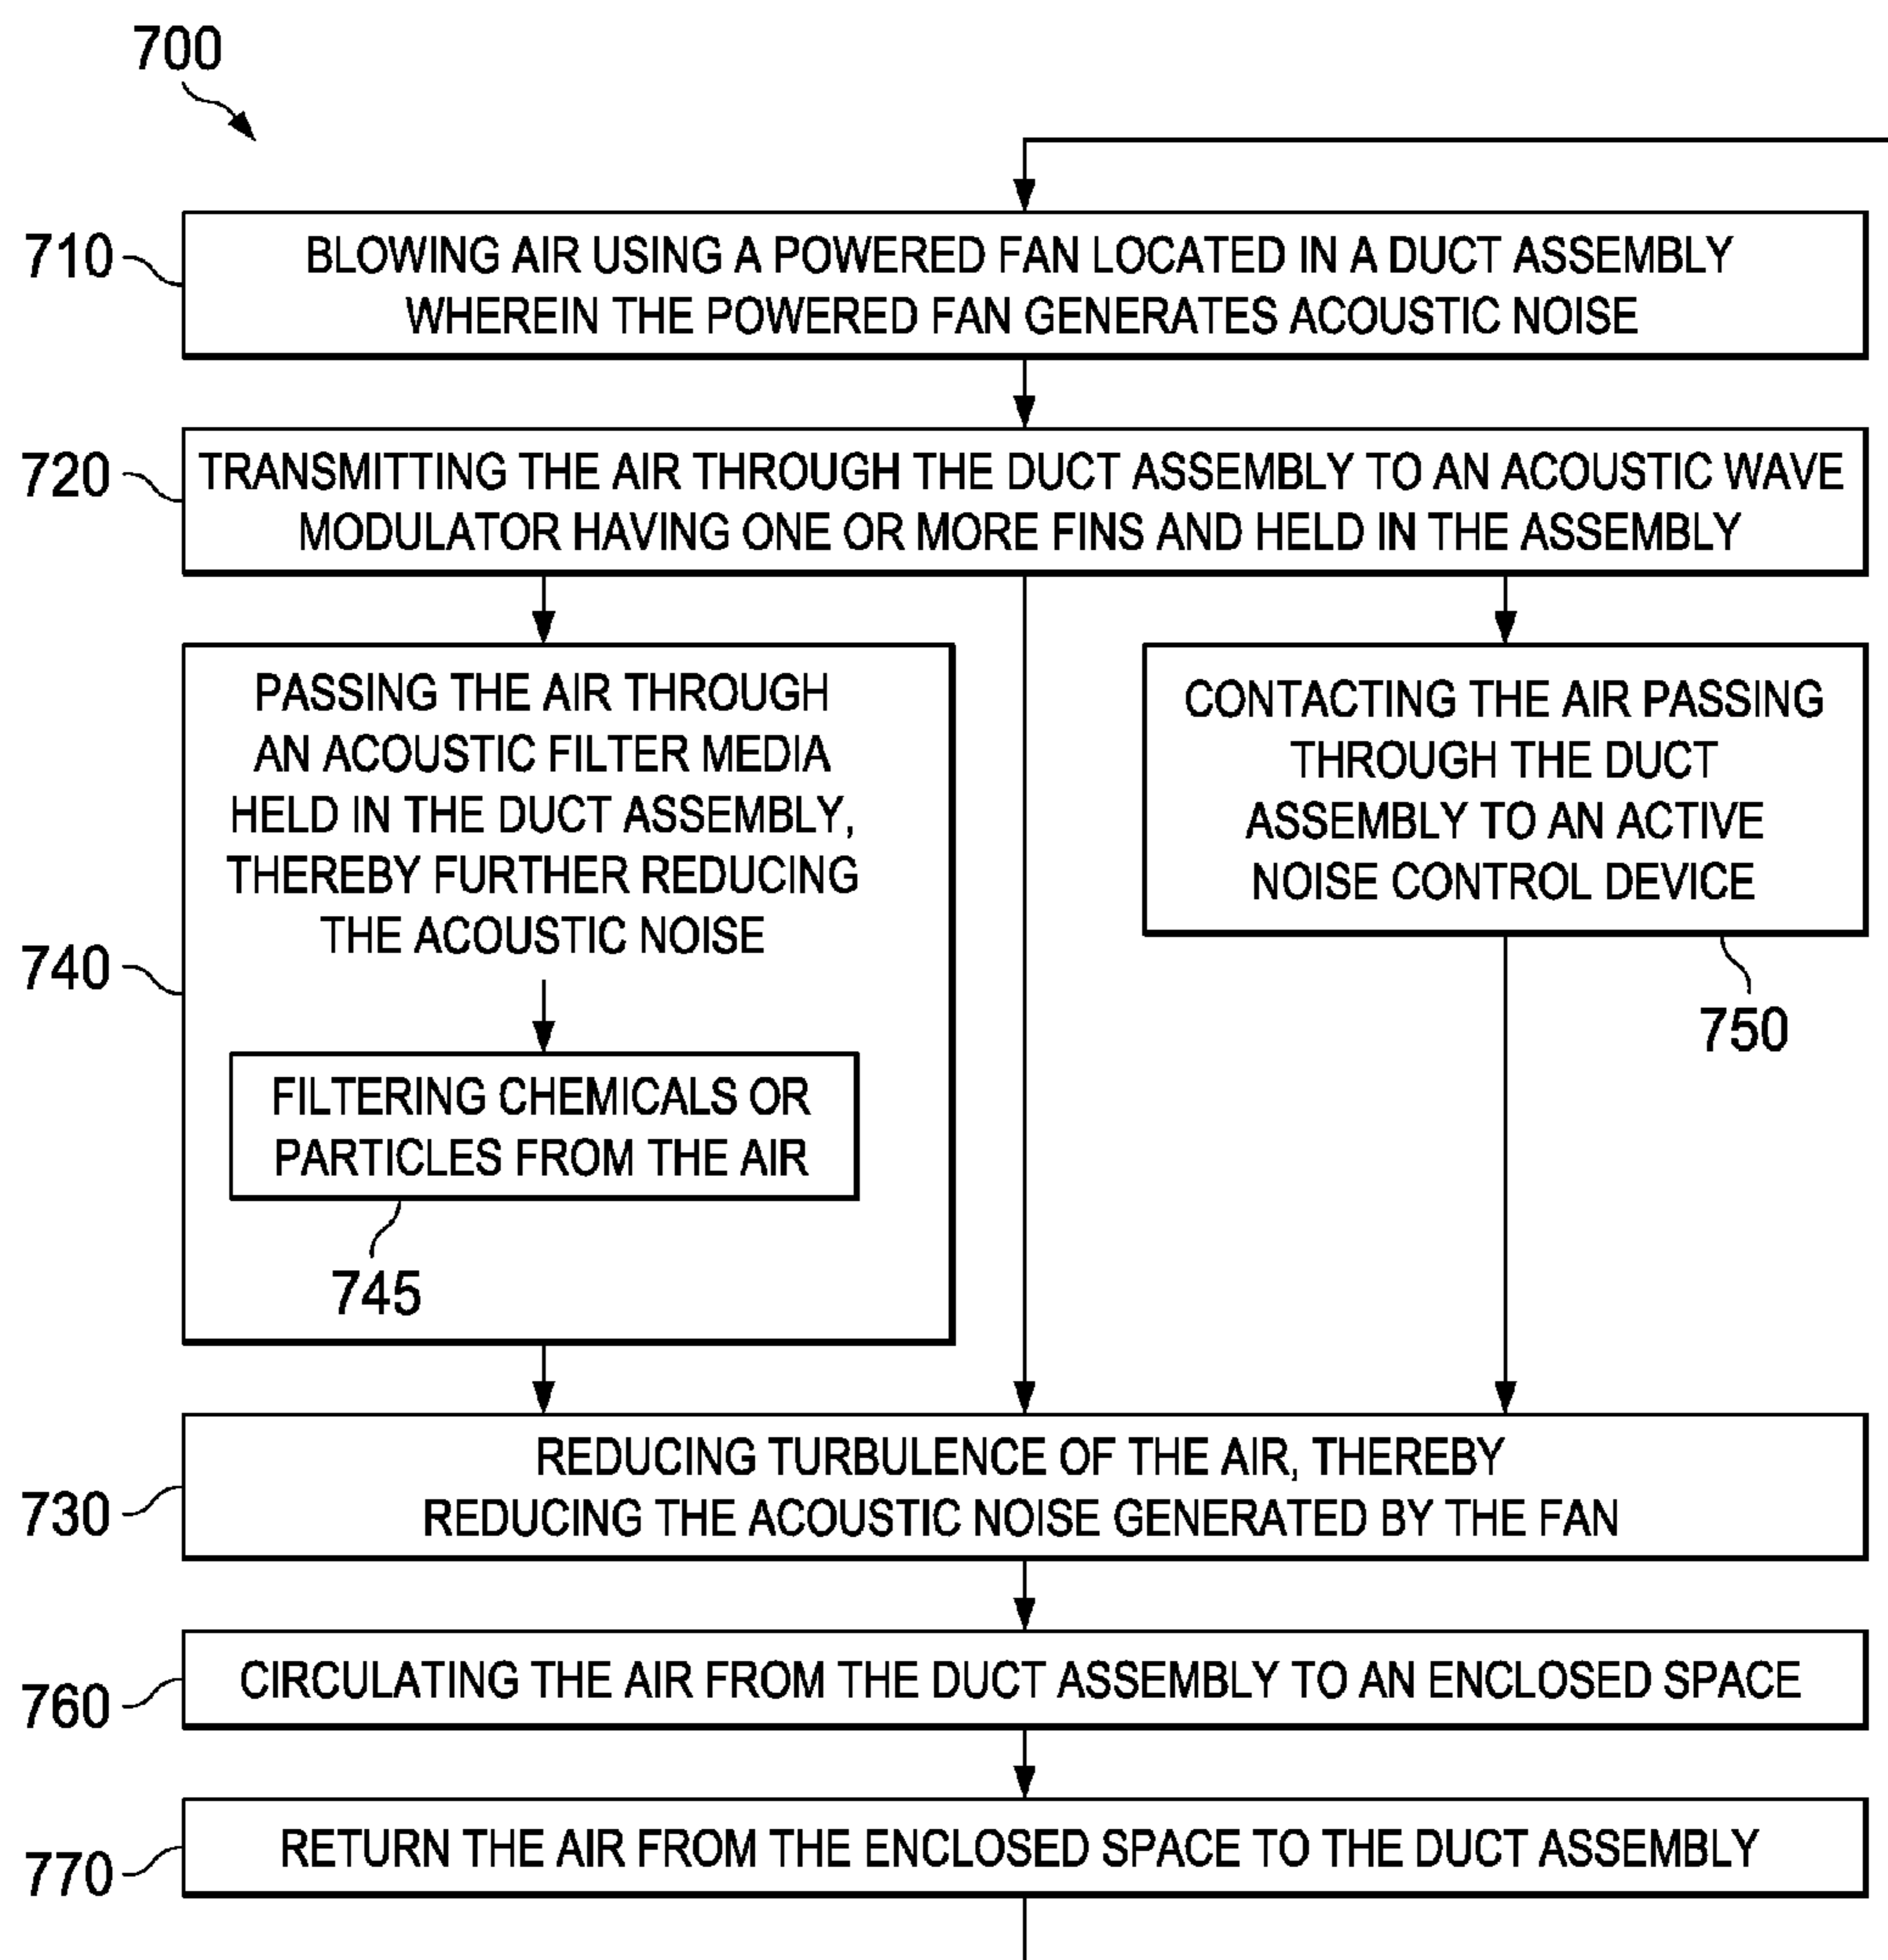 700
710
BLOWING AIR USING A POWERED FAN LOCATED IN A DUCT ASSEMBLY
WHEREIN THE POWERED FAN GENERATES ACOUSTIC NOISE
720
TRANSMITTING THE AIR THROUGH THE DUCT ASSEMBLY TO AN ACOUSTIC WAVE
MODULATOR HAVING ONE OR MORE FINS AND HELD IN THE ASSEMBLY
740
PASSING THE AIR THROUGH
AN ACOUSTIC FILTER MEDIA
HELD IN THE DUCT ASSEMBLY,
THEREBY FURTHER REDUCING
THE ACOUSTIC NOISE
FILTERING CHEMICALS OR
PARTICLES FROM THE AIR
745
CONTACTING THE AIR PASSING
THROUGH THE DUCT
ASSEMBLY TO AN ACTIVE
NOISE CONTROL DEVICE
750
730
REDUCING TURBULENCE OF THE AIR, THEREBY
REDUCING THE ACOUSTIC NOISE GENERATED BY THE FAN
760
CIRCULATING THE AIR FROM THE DUCT ASSEMBLY TO AN ENCLOSED SPACE
770
RETURN THE AIR FROM THE ENCLOSED SPACE TO THE DUCT ASSEMBLY